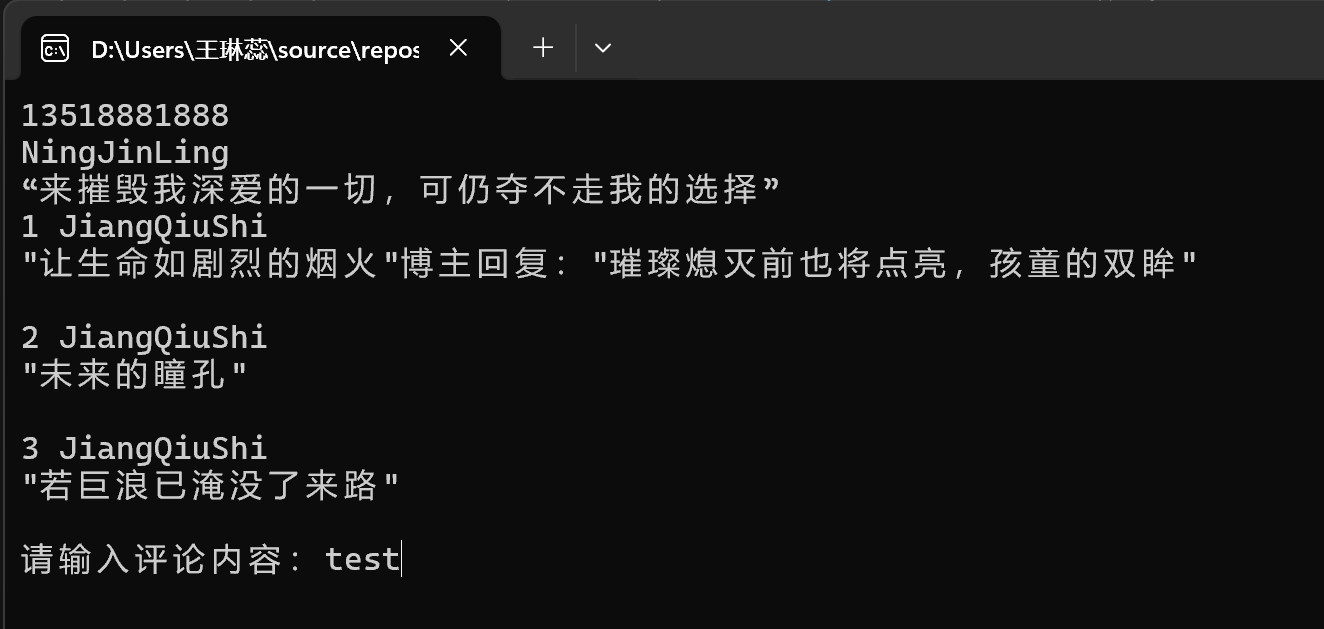 D:\Users\王琳蕊\source\repos
13518881888
NingJinLing
“来摧毁我深爱的一切，可仍夺不走我的选择”
1 JiangQiuShi
"让生命如剧烈的烟火"博主回复："璀璨熄灭前也将点亮，孩童的双眸"
2 JiangQiuShi
"未来的瞳孔"
3 JiangQiuShi
"若巨浪已淹没了来路"
请输入评论内容：test